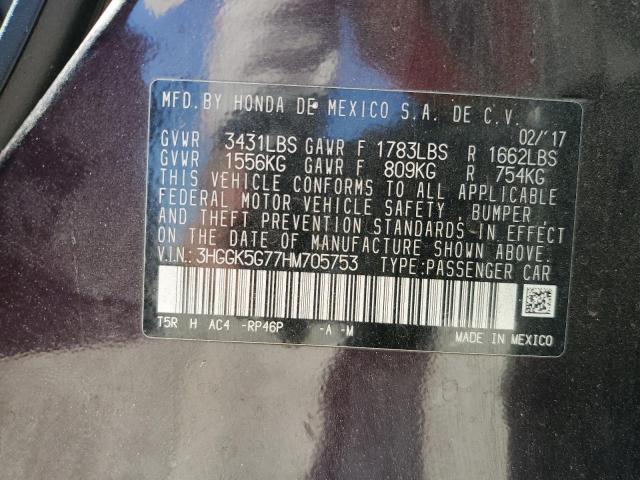 MFD. BY HONDA DE MEXICO S.A. DE C.V.
02/'17
GVWR 3431LBS GAWR F 1783LBS R 1662LBS
GVWR 1556KG GAWR F 809KG R 754KG
THIS VEHICLE CONFORMS TO ALL APPLICABLE
FEDERAL MOTOR VEHICLE SAFETY, BUMPER,
AND THEFT PREVENTION STANDARDS IN EFFECT
ON THE DATE OF MANUFACTURE SHOWN ABOVE.
V.I.N.: 3HGGK5G77HM705753 TYPE:PASSENGER CAR
T5R H AC4 -RP46P -A -M
MADE IN MEXICO